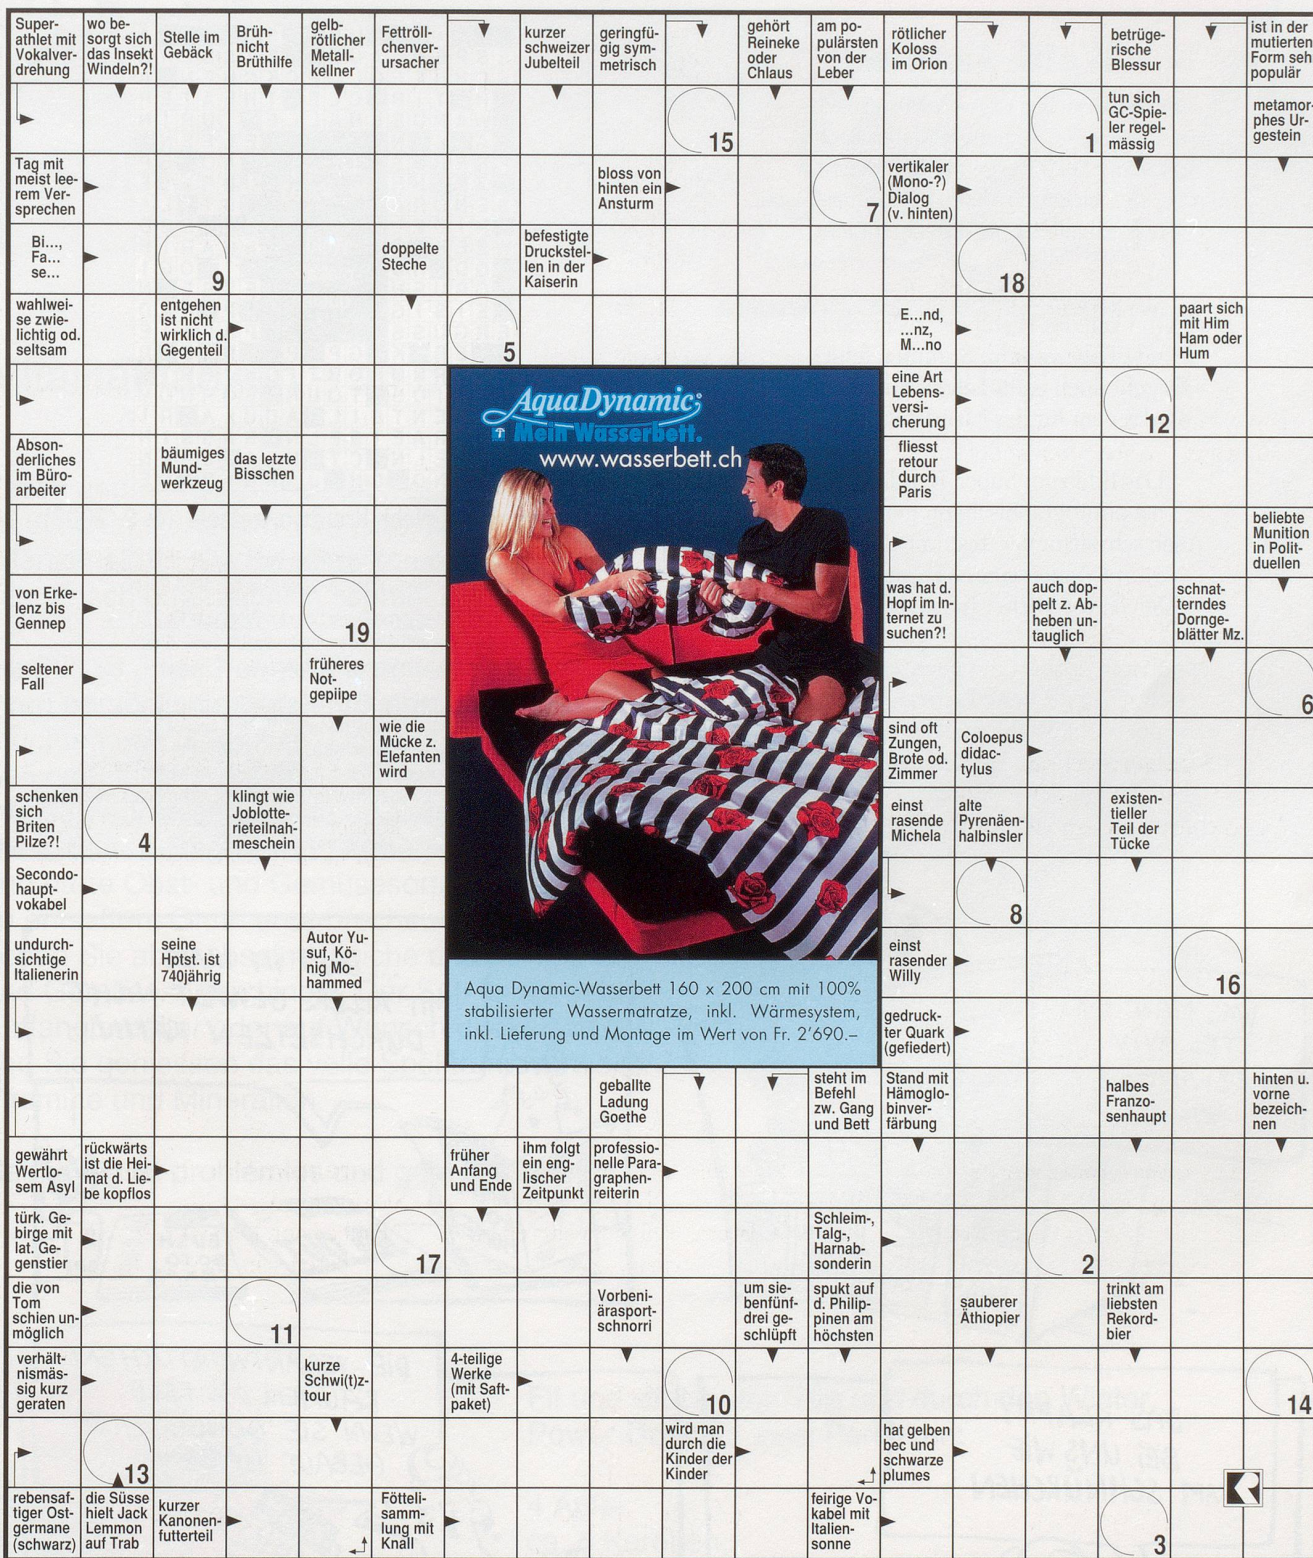 Super-
athlet mit
Vokalver-
drehung
wo be-
sorgt sich
das Insekt
Windeln?!
Stelle im
Gebäck
Brüh-
nicht
Brüthilfe
gelb-
rötlicher
Metall-
kellner
Fettröll-
chenver-
ursacher
kurzer
schweizer
Jubelteil
geringfü-
gig sym-
metrisch
gehört
Reineke
oder
Chlaus
am po-
pulärsten
von der
Leber
rötlicher
Koloss
im Orion
betrüge-
rische
Blessur
ist in der
mutierten
Form seh
populär
15
1
tun sich
GC-Spie-
ler regel-
mässig
metamor-
phes Ur-
gestein
Tag mit
meist lee-
rem Ver-
sprechen
bloss von
hinten ein
Ansturm
7
vertikaler
(Mono-?)
Dialog
(v. hinten)
Bi...,
Fa...
se...
9
doppelte
Steche
befestigte
Druckstel-
len in der
Kaiserin
18
wahlwei-
se zwie-
lichtig od.
seltsam
entgehen
ist nicht
wirklich d.
Gegenteil
5
E...nd,
...nz,
M...no
paart sich
mit Him
Ham oder
Hum
AquaDynamic
Mein Wasserbett.
www.wasserbett.ch
eine Art
Lebens-
versi-
cherung
12
Abson-
derliches
im Büro-
arbeiter
bäumiges
Mund-
werkzeug
das letzte
Bisschen
fliesst
retour
durch
Paris
beliebte
Munition
in Polit-
duellen
von Erke-
lenz bis
Gennep
19
was hat d.
Hopf im In-
ternet zu
suchen?!
auch dop-
pelt z. Ab-
heben un-
tauglich
schnat-
terndes
Dornge-
blätter Mz.
seltener
Fall
früheres
Not-
gepiipe
6
wie die
Mücke z.
Elefanten
wird
sind oft
Zungen,
Brote od.
Zimmer
Coloepus
didac-
tylus
schenken
sich
Briten
Pilze?!
4
klingt wie
Joblotte-
rieteilnah-
meschein
einst
rasende
Michela
alte
Pyrenäen-
halbinsler
existen-
tieller
Teil der
Tücke
Secondo-
haupt-
vokabel
8
undurch-
sichtige
Italienerin
seine
Hptst. ist
740jährig
Autor Yu-
suf, Kö-
nig Mo-
hammed
einst
rasender
Willy
16
Aqua Dynamic-Wasserbett 160 x 200 cm mit 100%
stabilisierter Wassermatratze, inkl. Wärmesystem,
inkl. Lieferung und Montage im Wert von Fr. 2'690.–
gedruck-
ter Quark
(gefiedert)
geballte
Ladung
Goethe
steht im
Befehl
zw. Gang
und Bett
Stand mit
Hämoglo-
binver-
färbung
halbes
Franzo-
senhaupt
hinten u.
vorne
bezeich-
nen
gewährt
Wertlo-
sem Asyl
rückwärts
ist die Hei-
mat d. Lie-
be kopflos
früher
Anfang
und Ende
ihm folgt
ein eng-
lischer
Zeitpunkt
professio-
nelle Para-
graphen-
reiterin
türk. Ge-
birge mit
lat. Ge-
genstier
17
Schleim-,
Talg-,
Harnab-
sonderin
2
die von
Tom
schien un-
möglich
11
Vorbeni-
ärasport-
schnorri
um sie-
benfünf-
drei ge-
schlüpft
spukt auf
d. Philip-
pinen am
höchsten
sauberer
Äthiopier
trinkt am
liebsten
Rekord-
bier
verhält-
nismäs-
sig kurz
geraten
kurze
Schwi(t)z-
tour
4-teilige
Werke
(mit Saft-
paket)
10
14
13
wird man
durch die
Kinder der
Kinder
hat gelben
bec und
schwarze
plumes
rebensaf-
tiger Ost-
germane
(schwarz)
die Süsse
hielt Jack
Lemmon
auf Trab
kurzer
Kanonen-
futterteil
Fötteli-
samm-
lung mit
Knall
feirige Vo-
kabel mit
Italien-
sonne
3